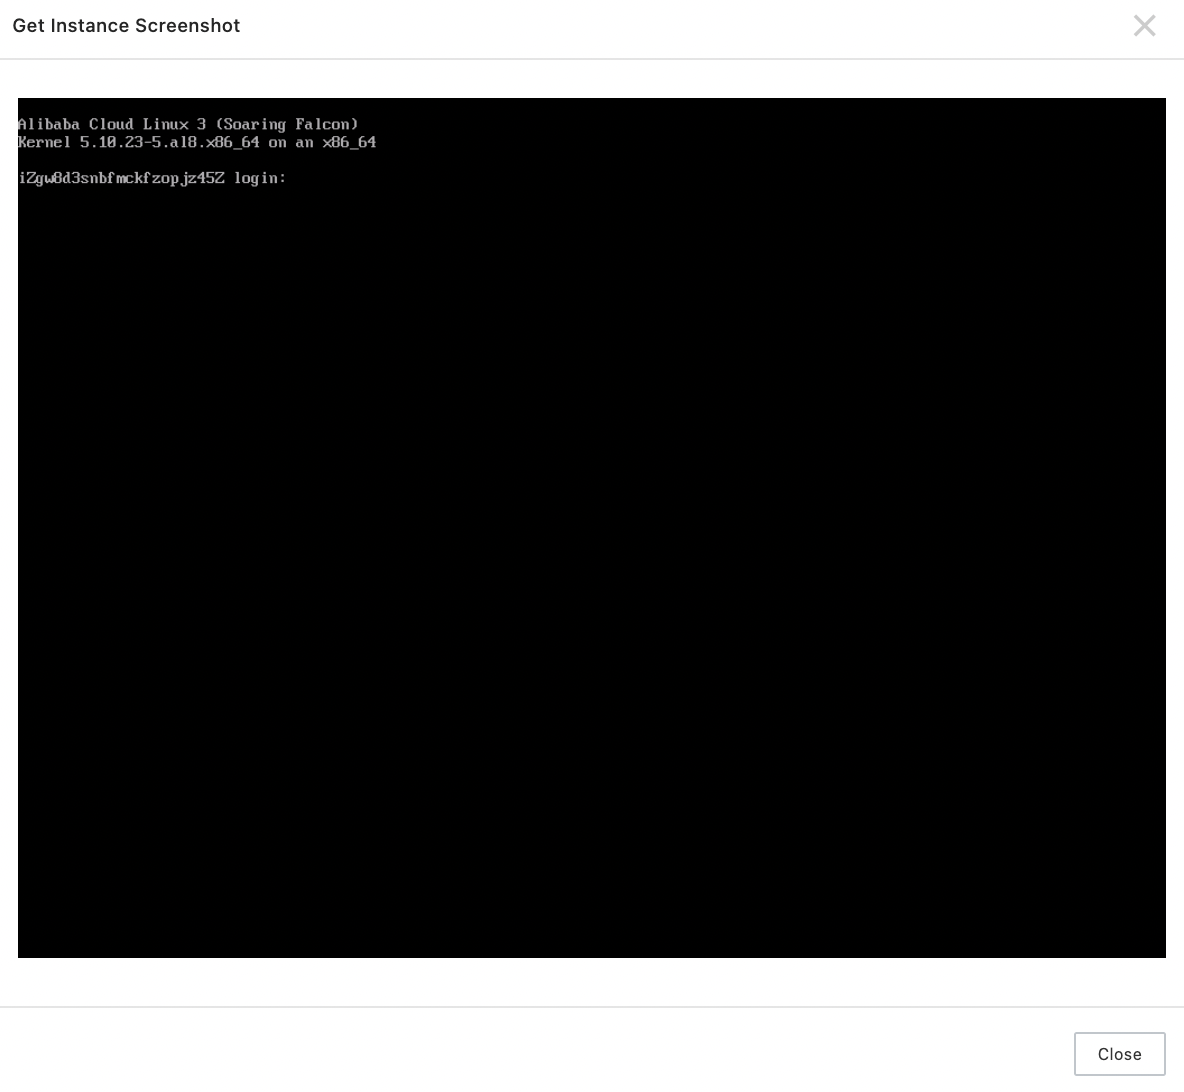 Get Instance Screenshot
Alibaba Cloud Linux 3 (Soaring Falcon)
Kernel 5.10.23-5.al8.x86_64 on an x86_64
iZgw8d3snbfmckfzopjz45Z login:
Close